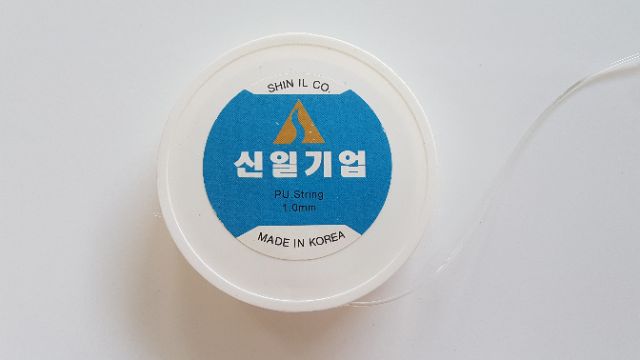 SHIN IL CO.
신일기업
PU String
1.0mm
MADE IN KOREA